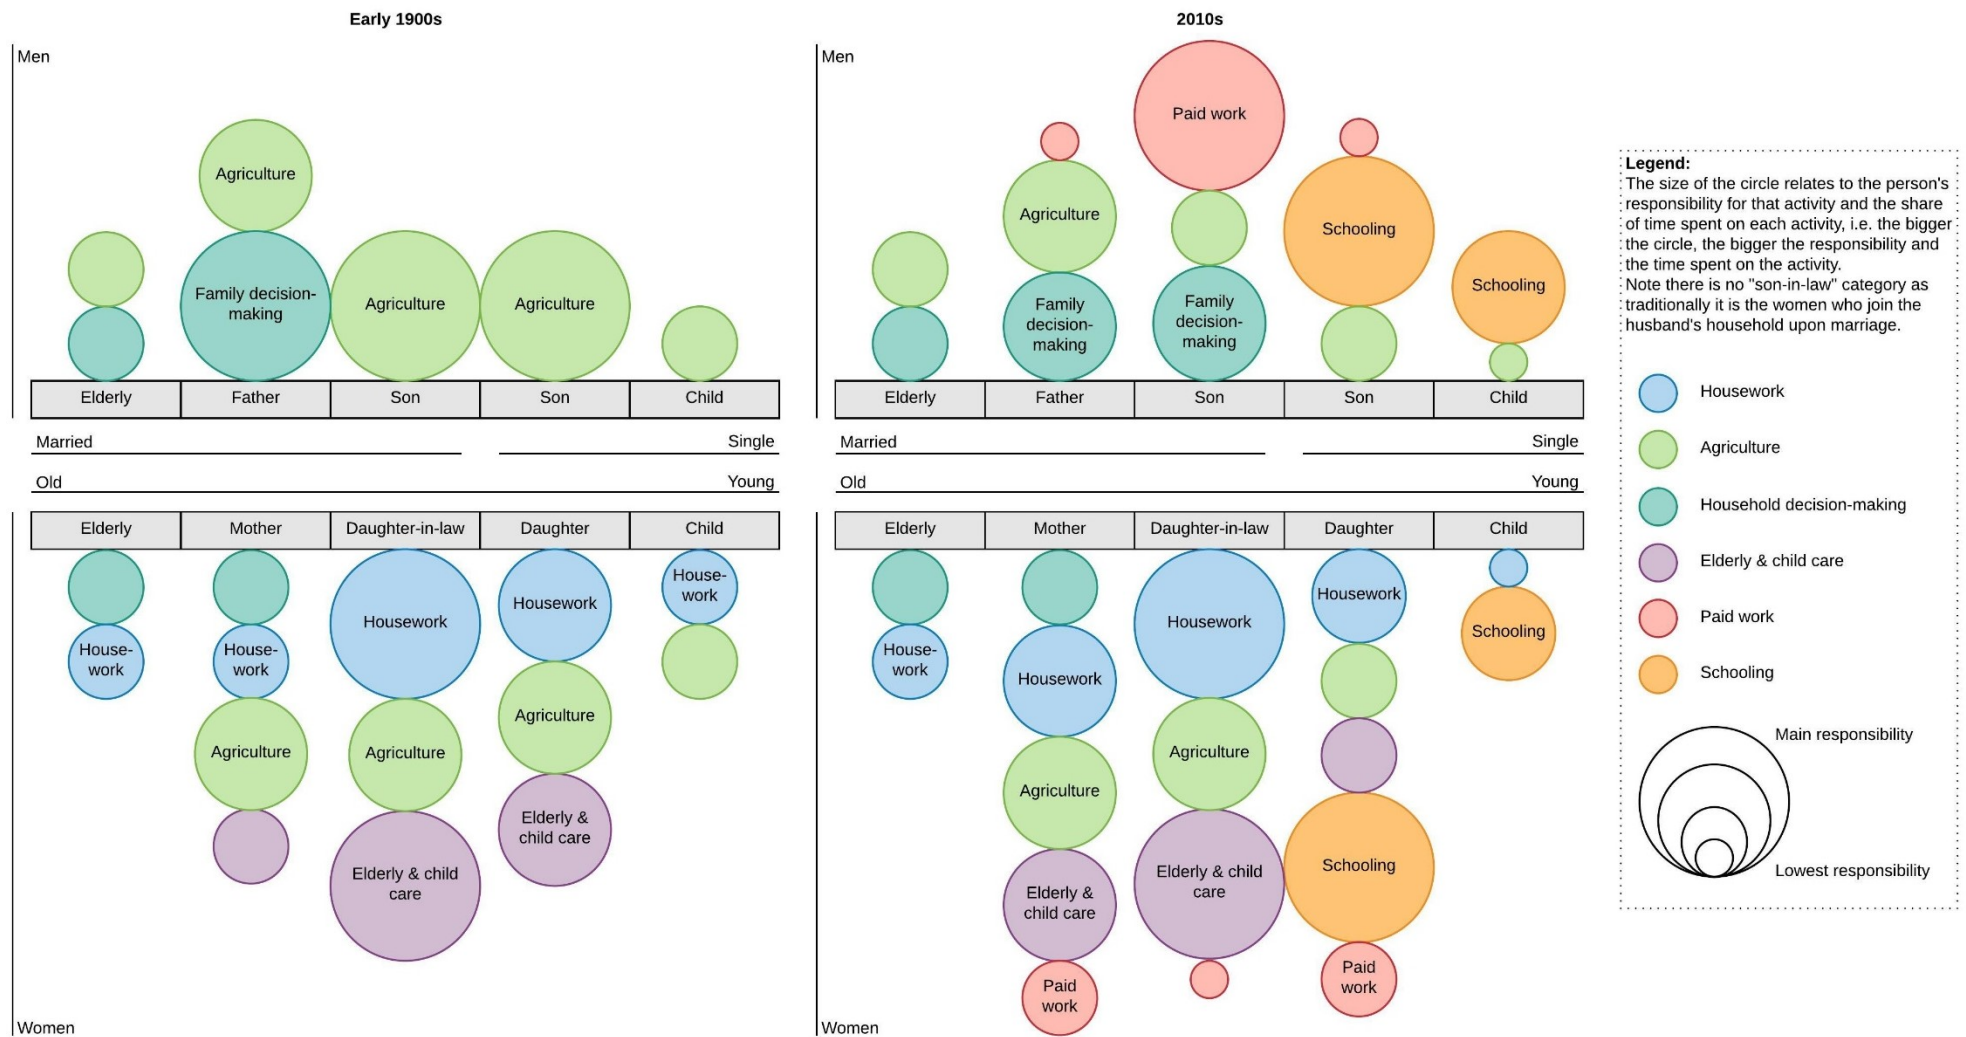 Early 1900s
Men
Agriculture
Family decision-
making
Agriculture
Agriculture
Elderly
Father
Son
Son
Child
Married
Single
Old
Young
Elderly
Mother
Daughter-in-law
Daughter
Child
House-
work
House-
work
Agriculture
Housework
Agriculture
Elderly & child
care
Housework
Agriculture
Elderly &
child care
House-
work
Women
2010s
Men
Agriculture
Family
decision-
making
Paid work
Family
decision-
making
Schooling
Schooling
Elderly
Father
Son
Son
Child
Married
Single
Old
Young
Elderly
Mother
Daughter-in-law
Daughter
Child
House-
work
Housework
Agriculture
Elderly &
child care
Paid
work
Housework
Agriculture
Elderly & child
care
Housework
Schooling
Paid
work
Schooling
Women
Legend:
The size of the circle relates to the person's
responsibility for that activity and the share
of time spent on each activity, i.e. the bigger
the circle, the bigger the responsibility and
the time spent on the activity.
Note there is no "son-in-law" category as
traditionally it is the women who join the
husband's household upon marriage.
Housework
Agriculture
Household decision-making
Elderly & child care
Paid work
Schooling
Main responsibility
Lowest responsibility